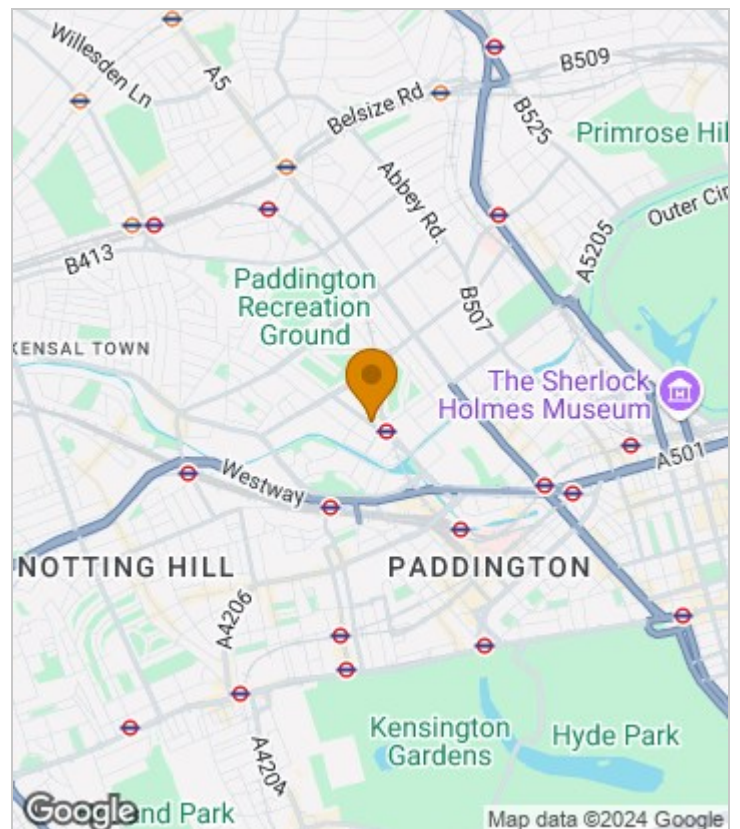 Willesden Ln
A5
B509
Belsize Rd
B525
Primrose Hil
Abbey Rd.
Outer Cir
A5205
B413
Paddington
Recreation
Ground
B507
KENSAL TOWN
The Sherlock
Holmes Museum
A501
Westway
NOTTING HILL
PADDINGTON
A4206
Kensington
Gardens
Hyde Park
A4204
Google
nd Park
Map data ©2024 Google